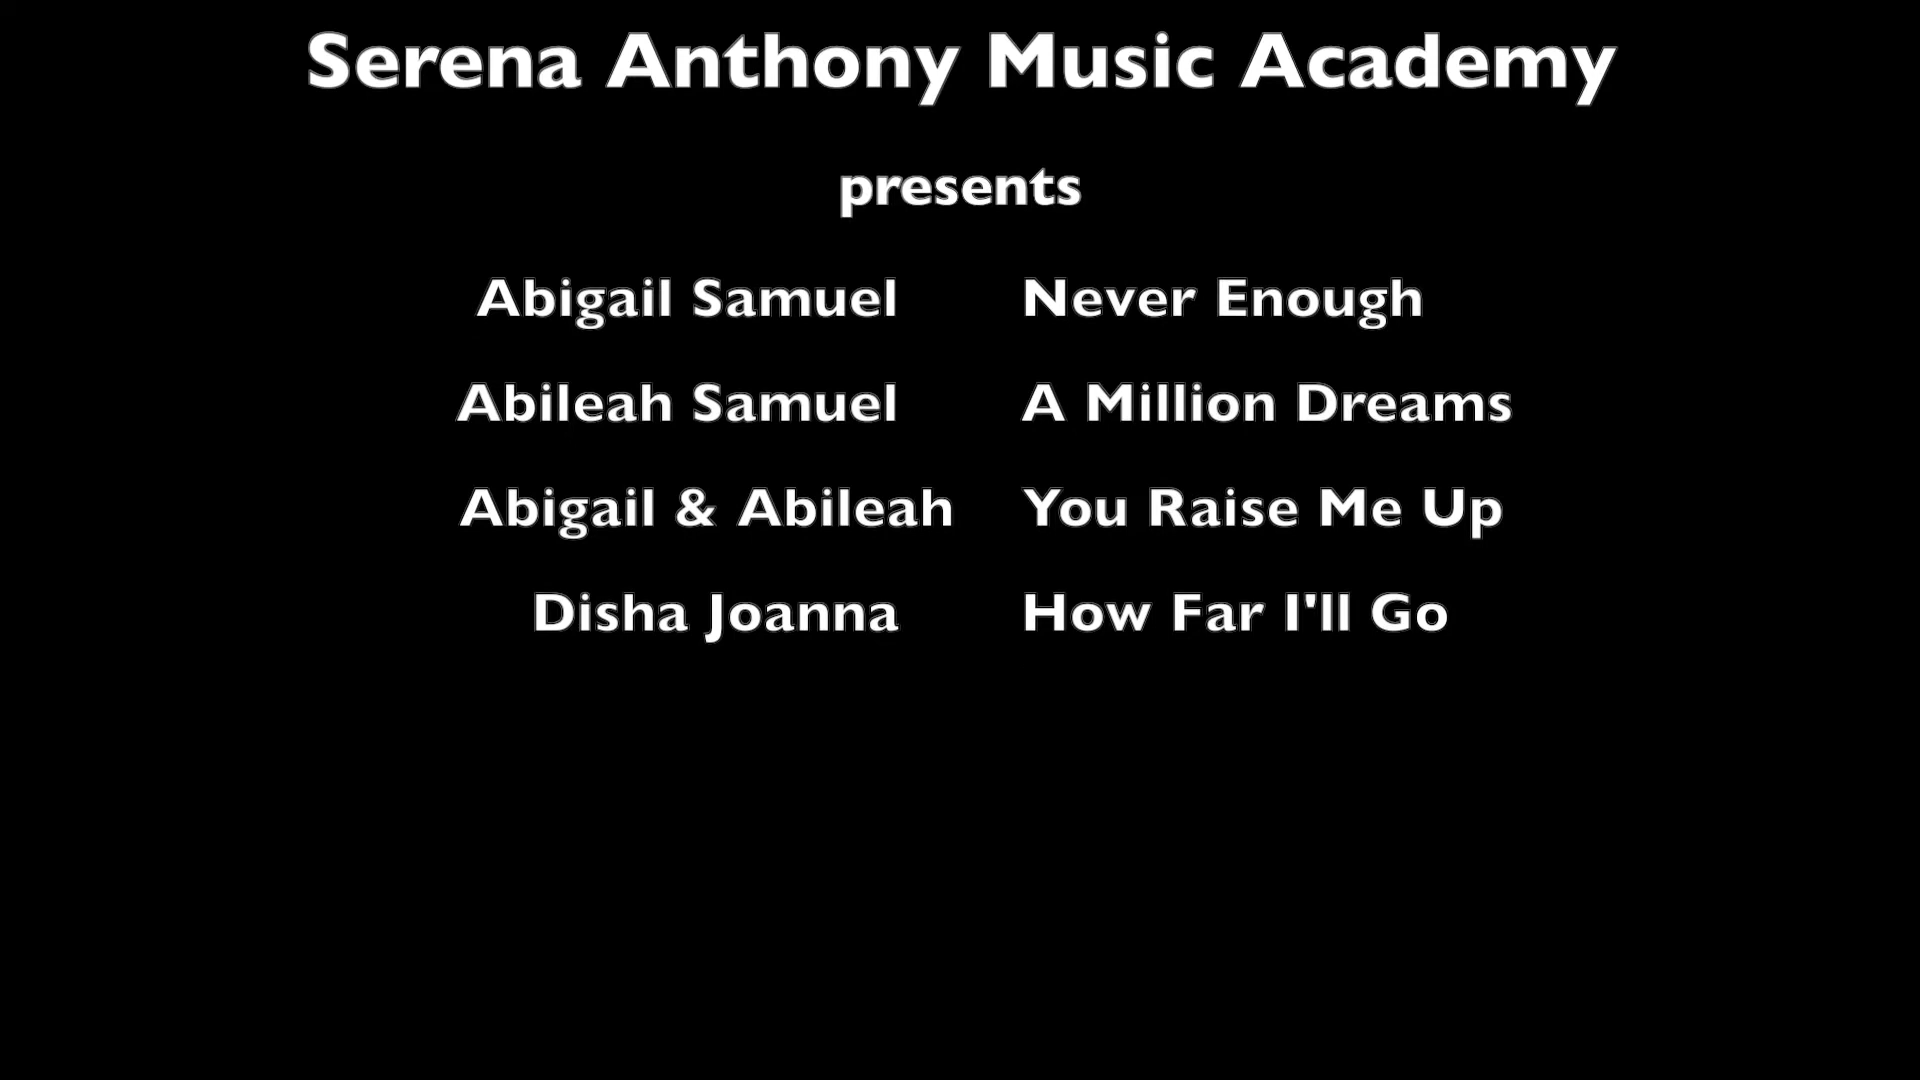 Serena Anthony Music Academy
presents
Abigail Samuel Never Enough
Abileah Samuel A Million Dreams
Abigail & Abileah You Raise Me Up
Disha Joanna How Far I'll Go